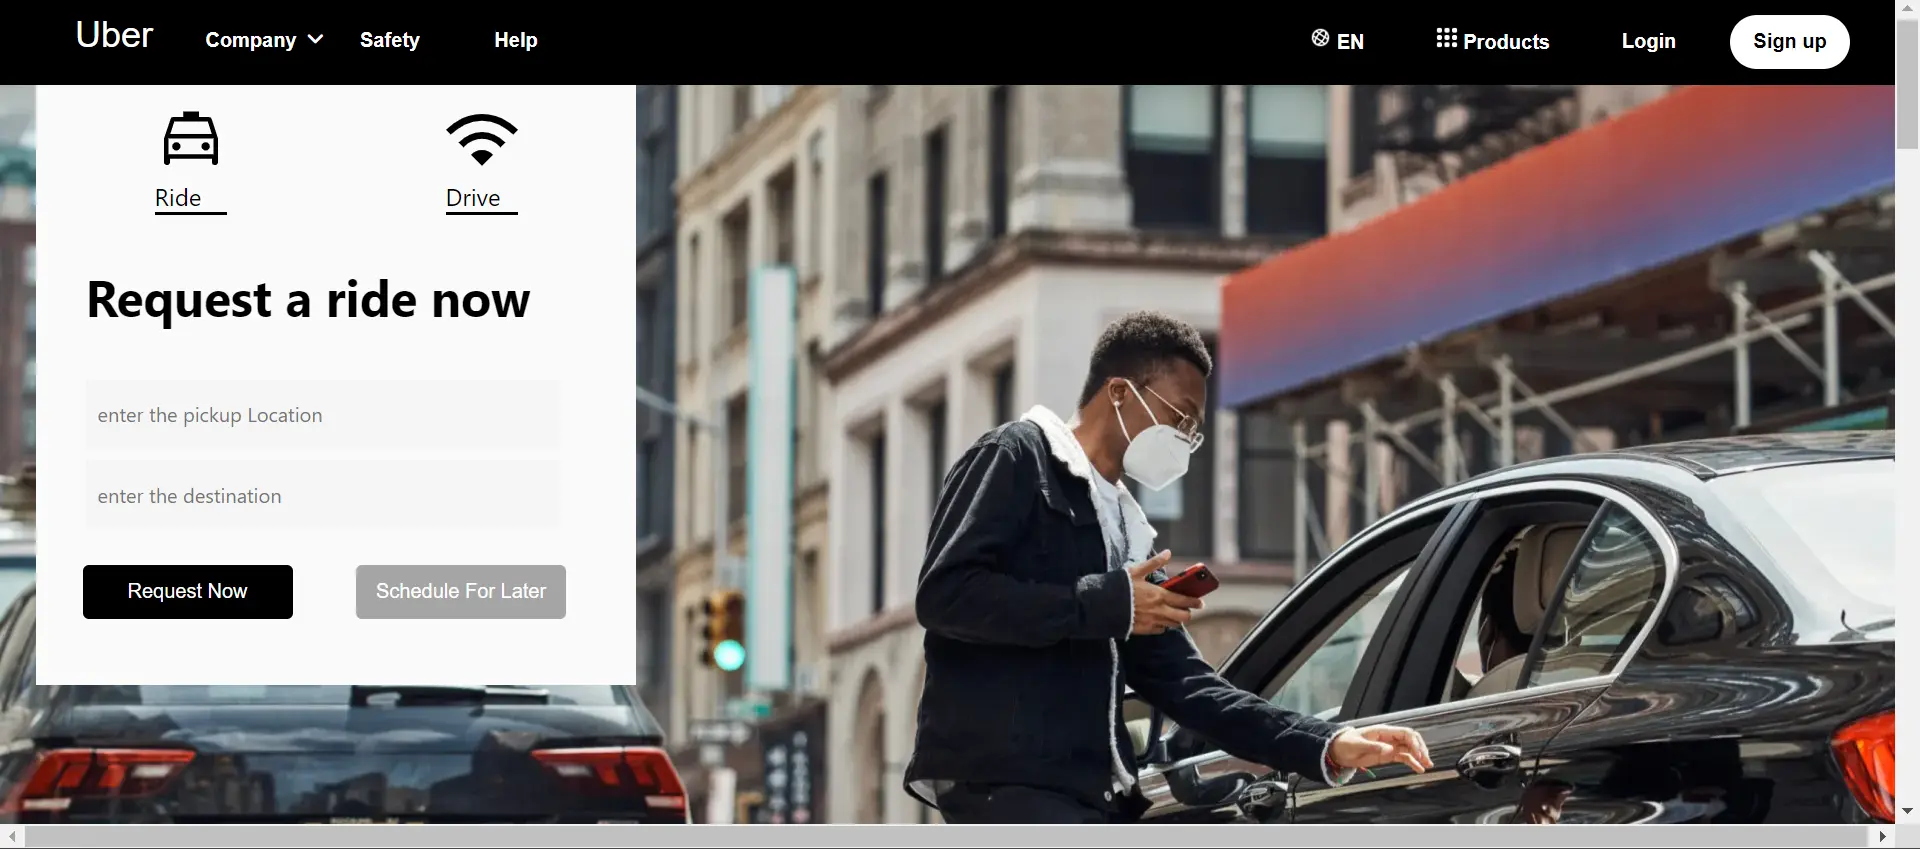 Uber
Company
Safety
Help
EN
Products
Login
Sign up
Ride
Drive
Request a ride now
enter the pickup Location
enter the destination
Request Now
Schedule For Later